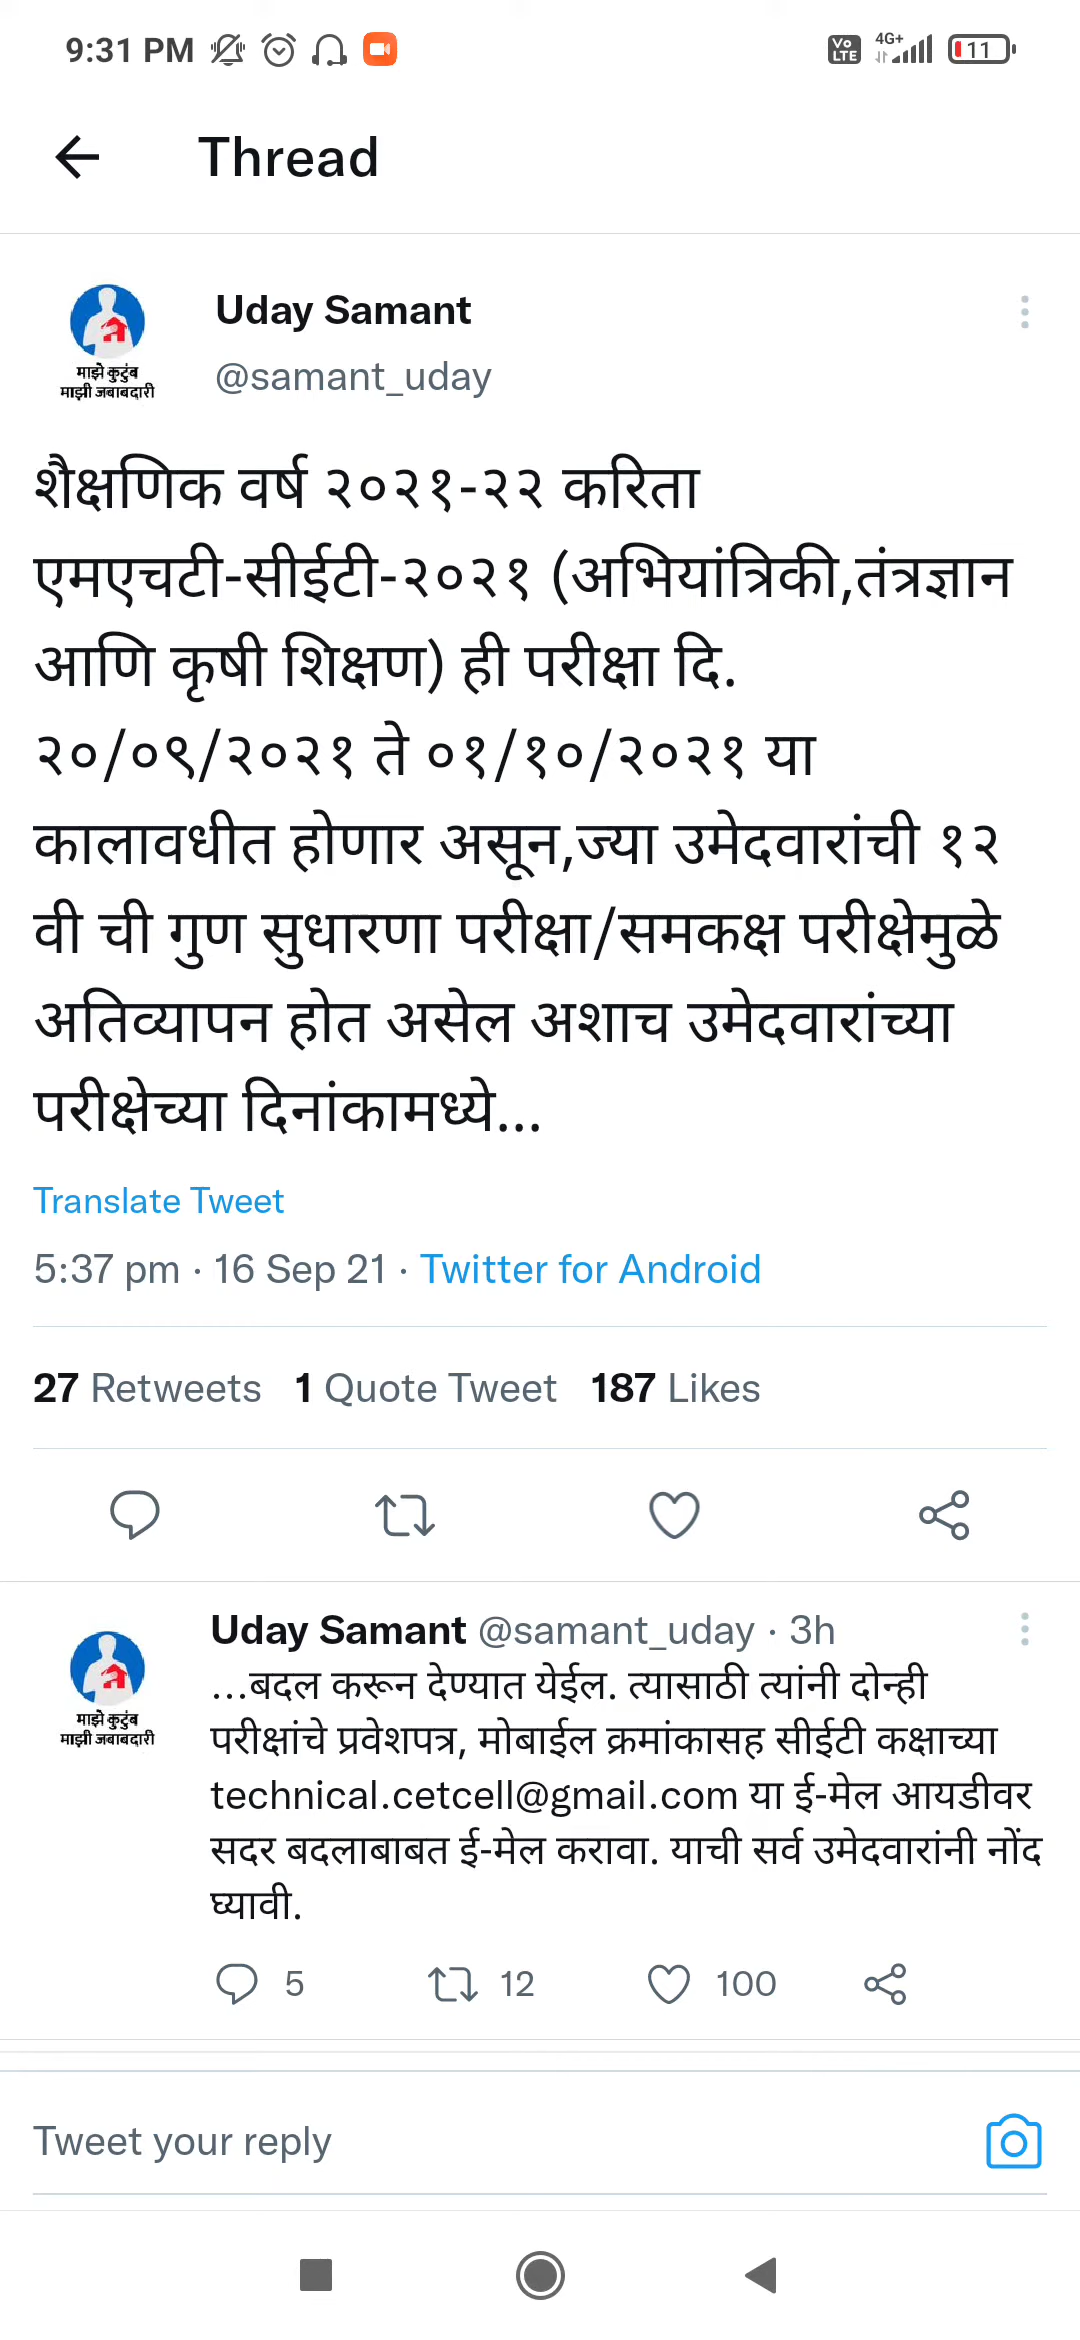 9:31 PM
Vo LTE 4G+ 11
Thread
Uday Samant
@samant_uday
माझे कुटुंब
माझी जबाबदारी
शैक्षणिक वर्ष २०२१-२२ करिता
एमएचटी-सीईटी-२०२१ (अभियांत्रिकी,तंत्रज्ञान
आणि कृषी शिक्षण) ही परीक्षा दि.
२०/०९/२०२१ ते ०१/१०/२०२१ या
कालावधीत होणार असून,ज्या उमेदवारांची १२
वी ची गुण सुधारणा परीक्षा/समकक्ष परीक्षेमुळे
अतिव्यापन होत असेल अशाच उमेदवारांच्या
परीक्षेच्या दिनांकामध्ये...
Translate Tweet
5:37 pm · 16 Sep 21 · Twitter for Android
27 Retweets 1 Quote Tweet 187 Likes
Uday Samant @samant_uday · 3h
माझे कुटुंब
माझी जबाबदारी
...बदल करून देण्यात येईल. त्यासाठी त्यांनी दोन्ही
परीक्षांचे प्रवेशपत्र, मोबाईल क्रमांकासह सीईटी कक्षाच्या
technical.cetcell@gmail.com या ई-मेल आयडीवर
सदर बदलाबाबत ई-मेल करावा. याची सर्व उमेदवारांनी नोंद
घ्यावी.
5 12 100
Tweet your reply